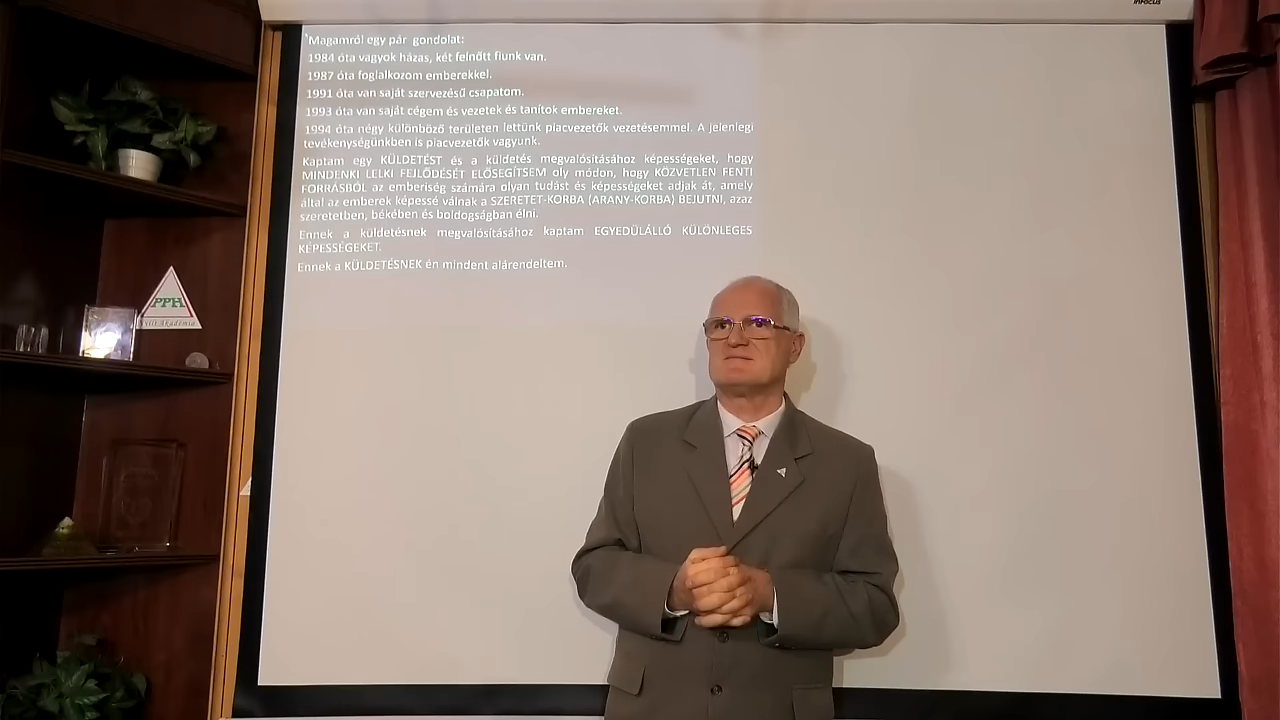 InFocus
Magamról egy pár gondolat:
1984 óta vagyok házas, két felnőtt fiunk van.
1987 óta foglalkozom emberekkel.
1991 óta van saját szervezésű csapatom.
1993 óta van saját cégem és vezetek és tanítok embereket.
1994 óta négy különböző területen lettünk piacvezetők vezetésemmel. A jelenlegi
tevékenységünkben is piacvezetők vagyunk.
Kaptam egy KÜLDETÉST és a küldetés megvalósításához képességeket, hogy
MINDENKI LELKI FEJLŐDÉSÉT ELŐSEGÍTSEM oly módon, hogy KÖZVETLEN FENTI
FORRÁSBÓL az emberiség számára olyan tudást és képességeket adjak át, amely
által az emberek képessé válnak a SZERETET-KORBA (ARANY-KORBA) BEJUTNI, azaz
szeretetben, békében és boldogságban élni.
Ennek a küldetésnek megvalósításához kaptam EGYEDÜLÁLLÓ KÜLÖNLEGES
KÉPESSÉGEKET.
Ennek a KÜLDETÉSNEK én mindent alárendeltem.
PPH
Nyílt Akadémia